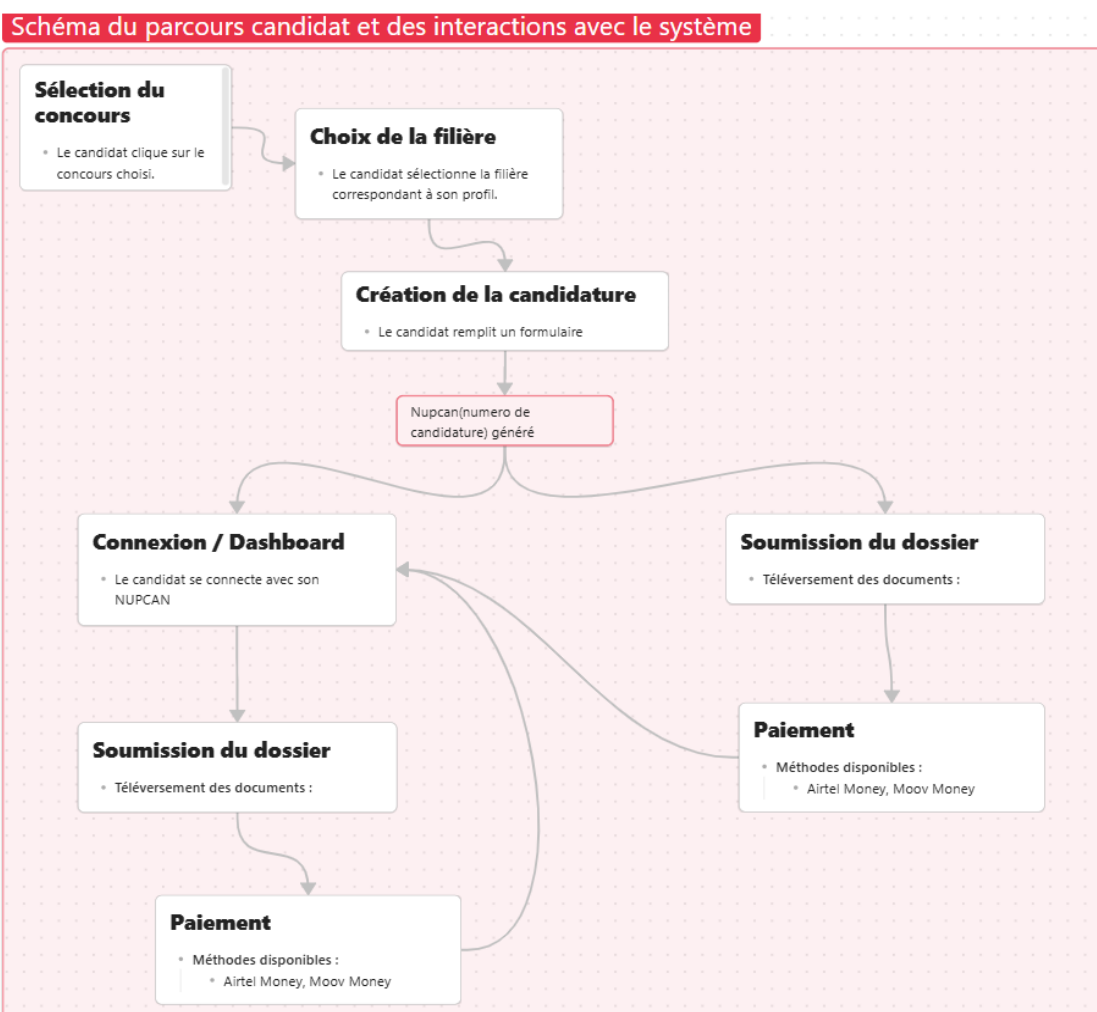 Schéma du parcours candidat et des interactions avec le système
Sélection du
concours
Le candidat clique sur le
concours choisi.
Choix de la filière
Le candidat sélectionne la filière
correspondant à son profil.
Création de la candidature
Le candidat remplit un formulaire
Nupcan(numero de
candidature) généré
Connexion / Dashboard
Le candidat se connecte avec son
NUPCAN
Soumission du dossier
Téléversement des documents :
Soumission du dossier
Téléversement des documents :
Paiement
Méthodes disponibles :
Airtel Money, Moov Money
Paiement
Méthodes disponibles :
Airtel Money, Moov Money